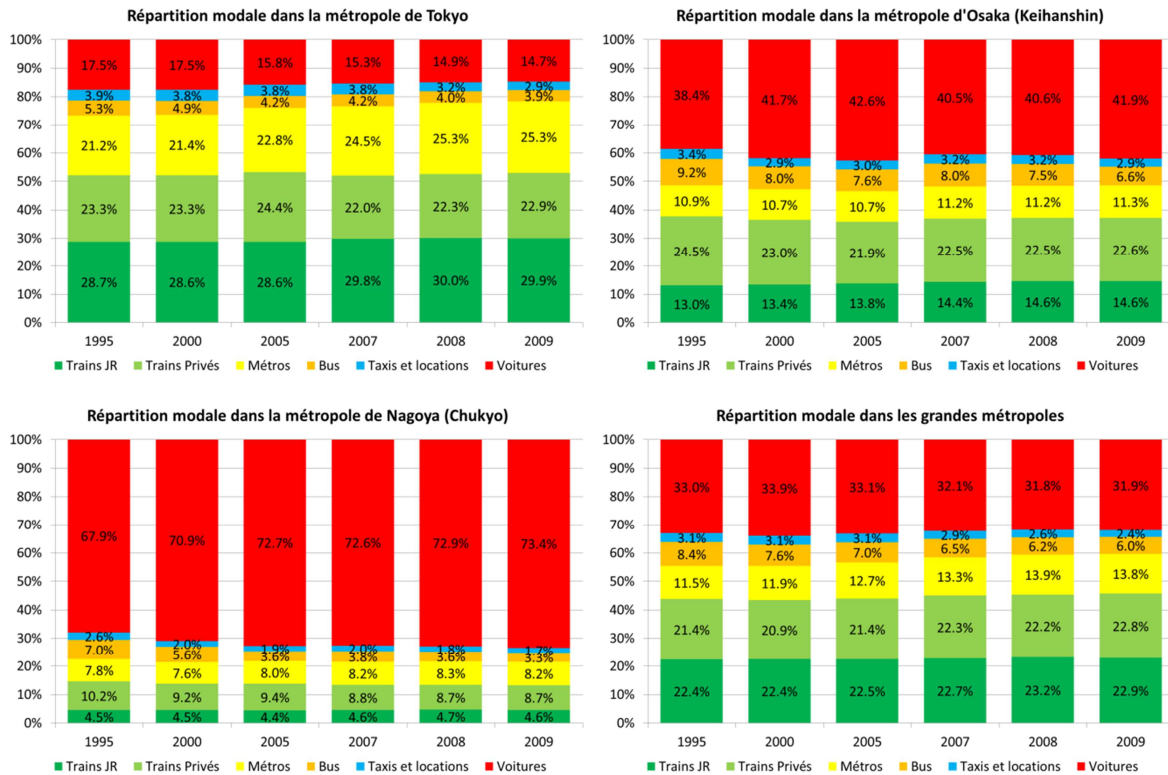 Répartition modale dans la métropole de Tokyo
100%
90%
80%
70%
60%
50%
40%
30%
20%
10%
0%
17.5% 17.5% 15.8% 15.3% 14.9% 14.7%
3.9% 3.8% 3.8% 3.8% 3.2% 2.9%
5.3% 4.9% 4.2% 4.2% 4.0% 3.9%
21.2% 21.4% 22.8% 24.5% 25.3% 25.3%
23.3% 23.3% 24.4% 22.0% 22.3% 22.9%
28.7% 28.6% 28.6% 29.8% 30.0% 29.9%
1995 2000 2005 2007 2008 2009
Trains JR Trains Privés Métros Bus Taxis et locations Voitures
Répartition modale dans la métropole d'Osaka (Keihanshin)
100%
90%
80%
70%
60%
50%
40%
30%
20%
10%
0%
38.4% 41.7% 42.6% 40.5% 40.6% 41.9%
3.4% 2.9% 3.0% 3.2% 3.2% 2.9%
9.2% 8.0% 7.6% 8.0% 7.5% 6.6%
10.9% 10.7% 10.7% 11.2% 11.2% 11.3%
24.5% 23.0% 21.9% 22.5% 22.5% 22.6%
13.0% 13.4% 13.8% 14.4% 14.6% 14.6%
1995 2000 2005 2007 2008 2009
Trains JR Trains Privés Métros Bus Taxis et locations Voitures
Répartition modale dans la métropole de Nagoya (Chukyo)
100%
90%
80%
70%
60%
50%
40%
30%
20%
10%
0%
67.9% 70.9% 72.7% 72.6% 72.9% 73.4%
2.6% 2.0% 1.9% 2.0% 1.8% 1.7%
7.0% 5.6% 3.6% 3.8% 3.6% 3.3%
7.8% 7.6% 8.0% 8.2% 8.3% 8.2%
10.2% 9.2% 9.4% 8.8% 8.7% 8.7%
4.5% 4.5% 4.4% 4.6% 4.7% 4.6%
1995 2000 2005 2007 2008 2009
Trains JR Trains Privés Métros Bus Taxis et locations Voitures
Répartition modale dans les grandes métropoles
100%
90%
80%
70%
60%
50%
40%
30%
20%
10%
0%
33.0% 33.9% 33.1% 32.1% 31.8% 31.9%
3.1% 3.1% 3.1% 2.9% 2.6% 2.4%
8.4% 7.6% 7.0% 6.5% 6.2% 6.0%
11.5% 11.9% 12.7% 13.3% 13.9% 13.8%
21.4% 20.9% 21.4% 22.3% 22.2% 22.8%
22.4% 22.4% 22.5% 22.7% 23.2% 22.9%
1995 2000 2005 2007 2008 2009
Trains JR Trains Privés Métros Bus Taxis et locations Voitures